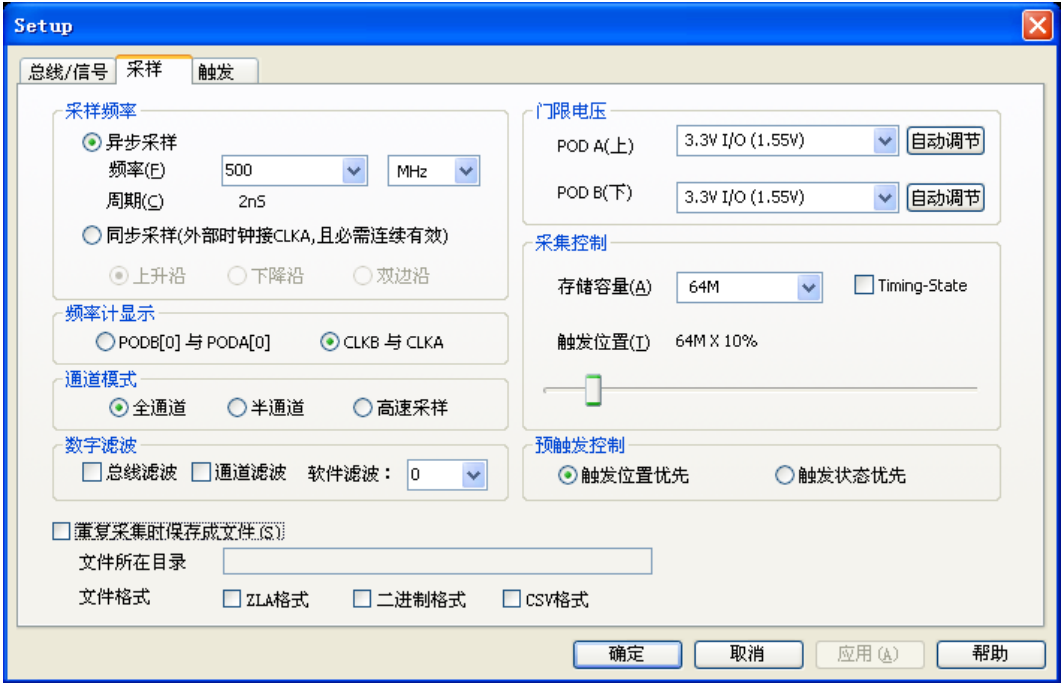 Setup
总线/信号 采样 触发
采样频率
异步采样
频率(F) 500 MHz
周期(C) 2nS
同步采样(外部时钟接CLKA,且必需连续有效)
上升沿 下降沿 双边沿
频率计显示
PODB[0] 与 PODA[0] CLKB 与 CLKA
通道模式
全通道 半通道 高速采样
数字滤波
总线滤波 通道滤波 软件滤波： 0
门限电压
POD A(上) 3.3V I/O (1.55V) 自动调节
POD B(下) 3.3V I/O (1.55V) 自动调节
采集控制
存储容量(A) 64M Timing-State
触发位置(T) 64M X 10%
预触发控制
触发位置优先 触发状态优先
重复采集时保存成文件(S)
文件所在目录
文件格式 ZLA格式 二进制格式 CSV格式
确定 取消 应用(A) 帮助